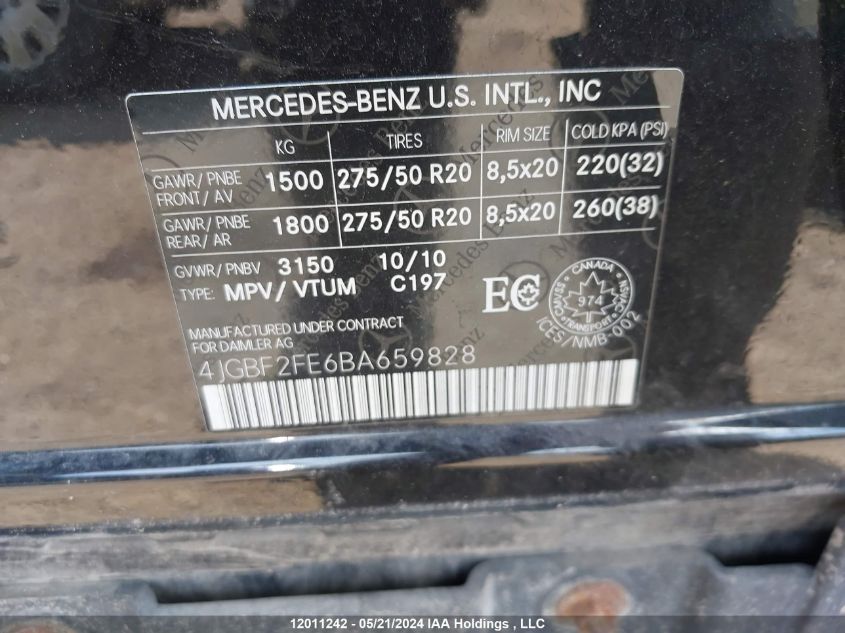 MERCEDES-BENZ U.S. INTL., INC
KG TIRES RIM SIZE COLD KPA (PSI)
GAWR/ PNBE FRONT/ AV 1500 275/50 R20 8,5x20 220(32)
GAWR/ PNBE REAR/ AR 1800 275/50 R20 8,5x20 260(38)
GVWR/ PNBV 3150 10/10
TYPE: MPV/ VTUM C197
EC
CANADA
974
TRANSPORT
ICES/NMB-002
MANUFACTURED UNDER CONTRACT
FOR DAIMLER AG
4JGBF2FE6BA659828
Mercedes-Benz
12011242 - 05/21/2024 IAA Holdings, LLC